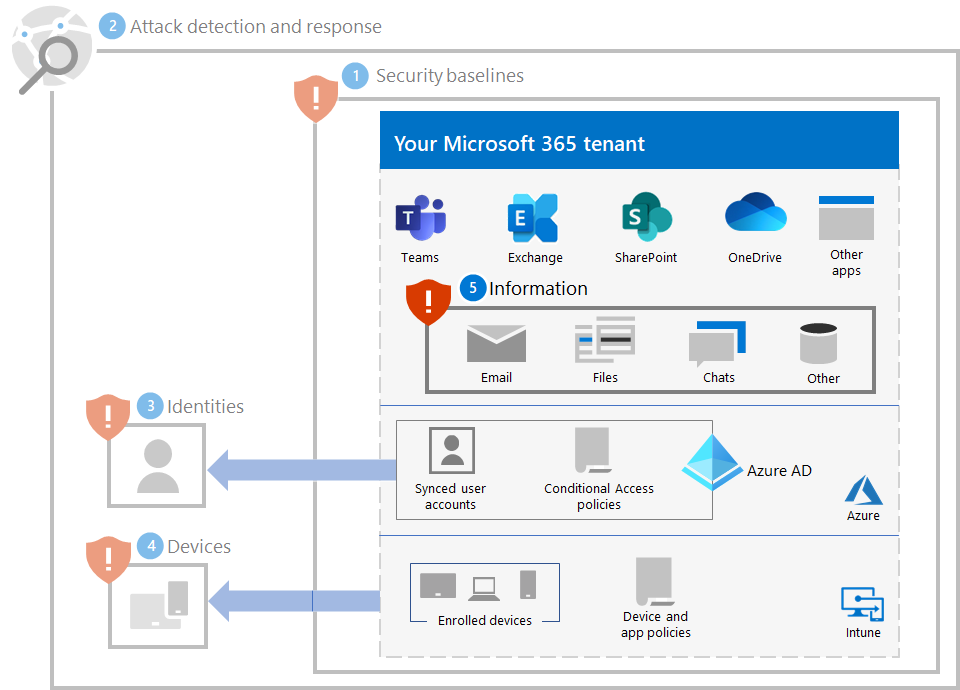 2 Attack detection and response
1 Security baselines
!
Your Microsoft 365 tenant
T
E
S
Teams
Exchange
SharePoint
OneDrive
Other
apps
!
5 Information
Email
Files
Chats
Other
!
3 Identities
Synced user
accounts
Conditional Access
policies
Azure AD
Azure
!
4 Devices
Enrolled devices
Device and
app policies
Intune